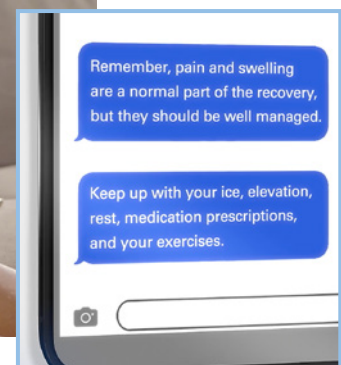 Remember, pain and swelling
are a normal part of the recovery,
but they should be well managed.
Keep up with your ice, elevation,
rest, medication prescriptions,
and your exercises.